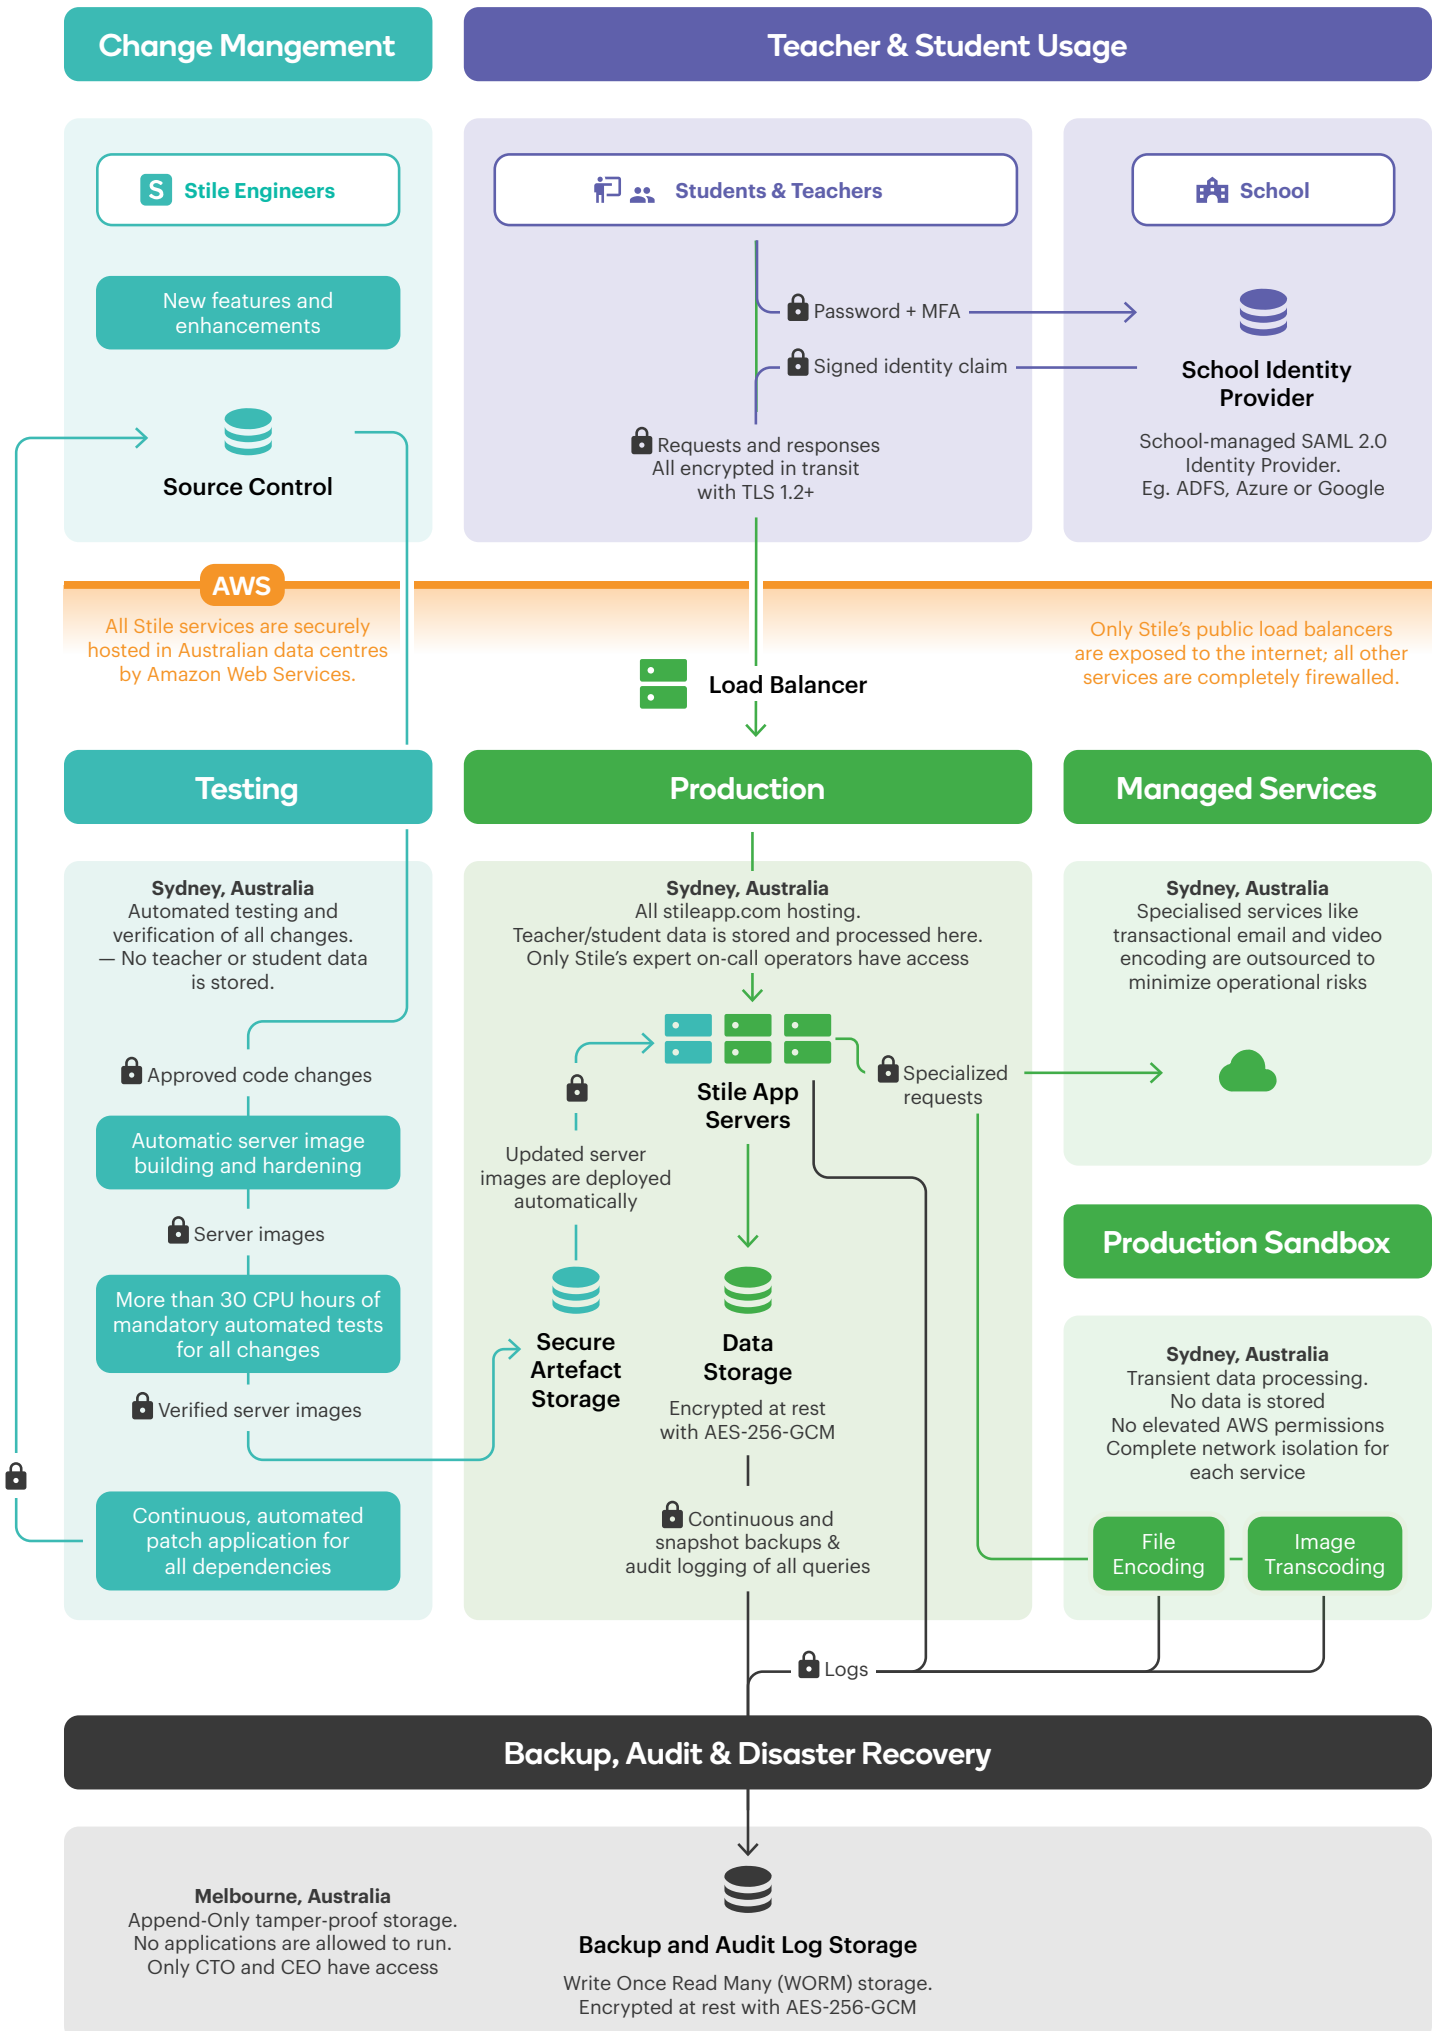 Change Mangement
Teacher & Student Usage
S Stile Engineers
Students & Teachers
School
New features and
enhancements
Password + MFA
Signed identity claim
School Identity
Provider
School-managed SAML 2.0
Identity Provider.
Eg. ADFS, Azure or Google
Requests and responses
All encrypted in transit
with TLS 1.2+
Source Control
AWS
All Stile services are securely
hosted in Australian data centres
by Amazon Web Services.
Only Stile’s public load balancers
are exposed to the internet; all other
services are completely firewalled.
Load Balancer
Testing
Production
Managed Services
Sydney, Australia
Automated testing and
verification of all changes.
— No teacher or student data
is stored.
Sydney, Australia
All stileapp.com hosting.
Teacher/student data is stored and processed here.
Only Stile’s expert on-call operators have access
Sydney, Australia
Specialised services like
transactional email and video
encoding are outsourced to
minimize operational risks
Approved code changes
Automatic server image
building and hardening
Server images
More than 30 CPU hours of
mandatory automated tests
for all changes
Verified server images
Continuous, automated
patch application for
all dependencies
Stile App
Servers
Specialized
requests
Updated server
images are deployed
automatically
Secure
Artefact
Storage
Data
Storage
Encrypted at rest
with AES-256-GCM
Continuous and
snapshot backups &
audit logging of all queries
Production Sandbox
Sydney, Australia
Transient data processing.
No data is stored
No elevated AWS permissions
Complete network isolation for
each service
File
Encoding
Image
Transcoding
Logs
Backup, Audit & Disaster Recovery
Melbourne, Australia
Append-Only tamper-proof storage.
No applications are allowed to run.
Only CTO and CEO have access
Backup and Audit Log Storage
Write Once Read Many (WORM) storage.
Encrypted at rest with AES-256-GCM